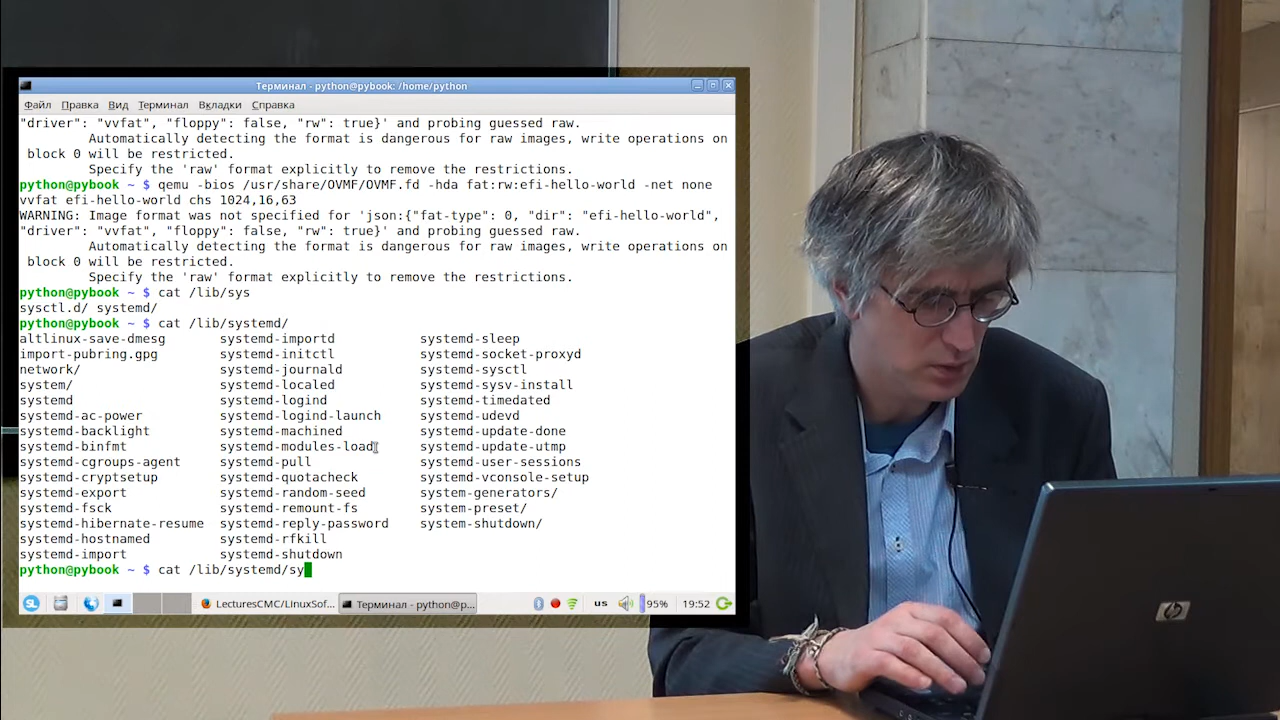 Терминал - python@pybook: /home/python
Файл Правка Вид Терминал Вкладки Справка
"driver": "vvfat", "floppy": false, "rw": true}' and probing guessed raw.
Automatically detecting the format is dangerous for raw images, write operations on
block 0 will be restricted.
Specify the 'raw' format explicitly to remove the restrictions.
python@pybook ~ $ qemu -bios /usr/share/OVMF/OVMF.fd -hda fat:rw:efi-hello-world -net none
vvfat efi-hello-world chs 1024,16,63
WARNING: Image format was not specified for 'json:{"fat-type": 0, "dir": "efi-hello-world",
"driver": "vvfat", "floppy": false, "rw": true}' and probing guessed raw.
Automatically detecting the format is dangerous for raw images, write operations on
block 0 will be restricted.
Specify the 'raw' format explicitly to remove the restrictions.
python@pybook ~ $ cat /lib/sys
sysctl.d/ systemd/
python@pybook ~ $ cat /lib/systemd/
altlinux-save-dmesg systemd-importd systemd-sleep
import-pubring.gpg systemd-initctl systemd-socket-proxyd
network/ systemd-journald systemd-sysctl
system/ systemd-localed systemd-sysv-install
systemd systemd-logind systemd-timedated
systemd-ac-power systemd-logind-launch systemd-udevd
systemd-backlight systemd-machined systemd-update-done
systemd-binfmt systemd-modules-load systemd-update-utmp
systemd-cgroups-agent systemd-pull systemd-user-sessions
systemd-cryptsetup systemd-quotacheck systemd-vconsole-setup
systemd-export systemd-random-seed system-generators/
systemd-fsck systemd-remount-fs system-preset/
systemd-hibernate-resume systemd-reply-password system-shutdown/
systemd-hostnamed systemd-rfkill
systemd-import systemd-shutdown
python@pybook ~ $ cat /lib/systemd/sy
SL LecturesCMC/LinuxSof... Терминал - python@p... us 95% 19:52
hp